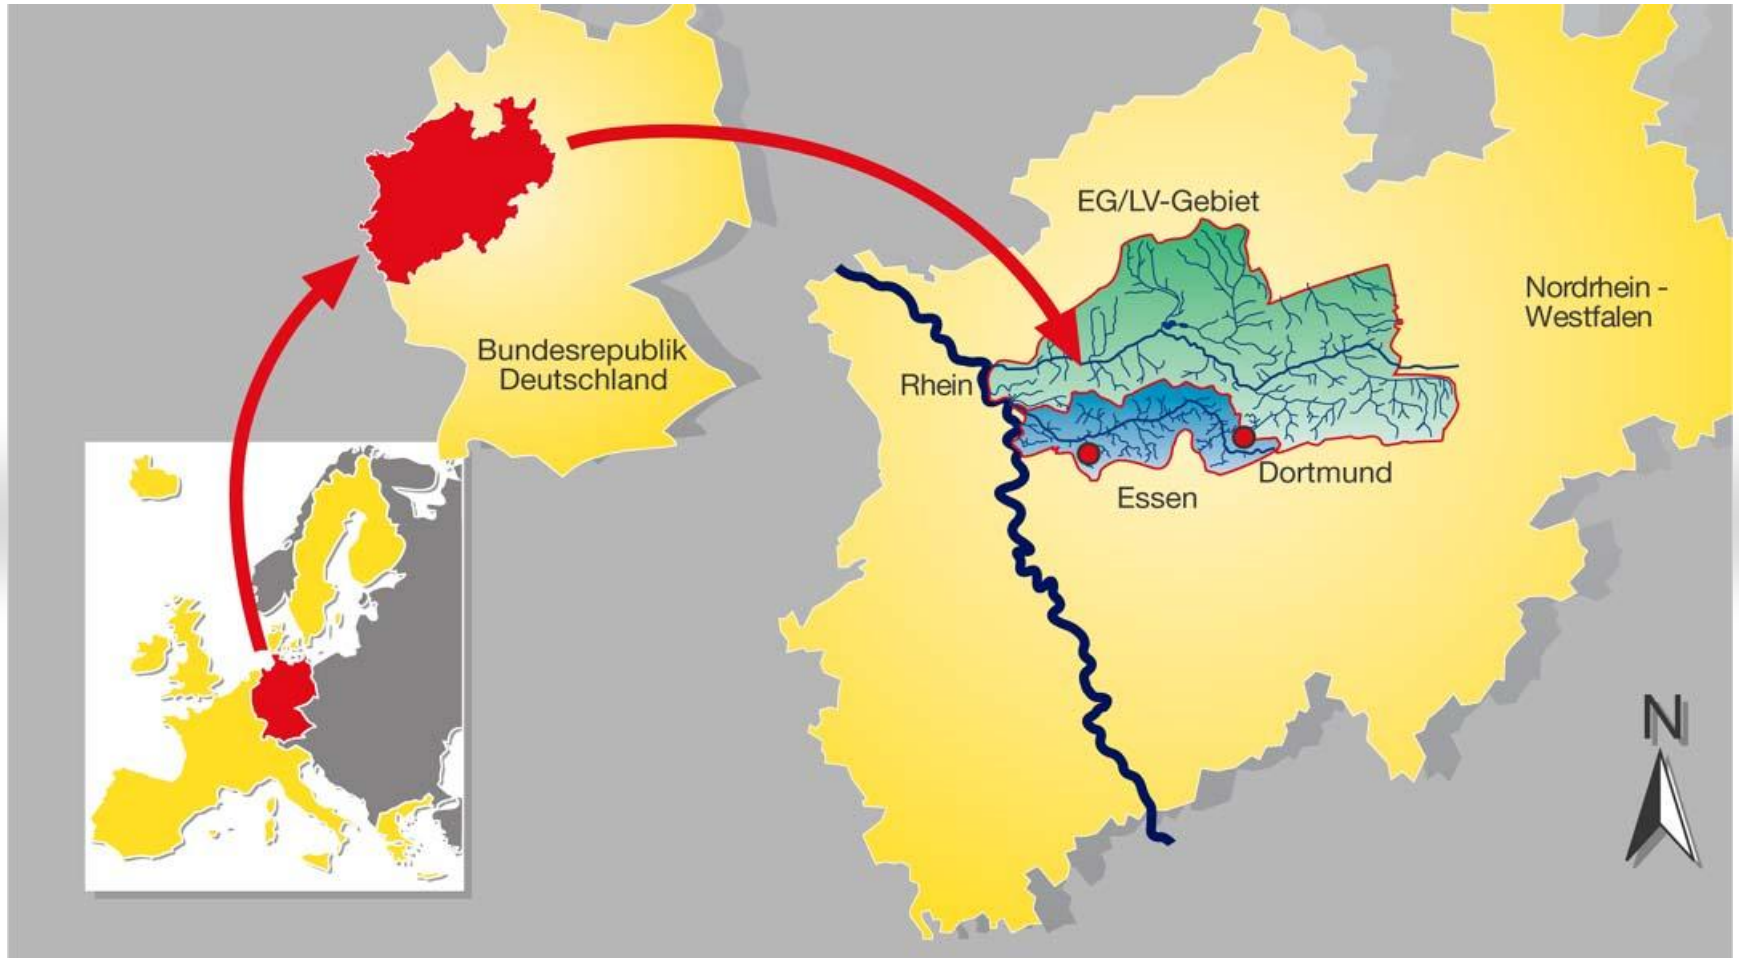 EG/LV-Gebiet
Nordrhein -
Westfalen
Bundesrepublik
Deutschland
Rhein
Dortmund
Essen
N